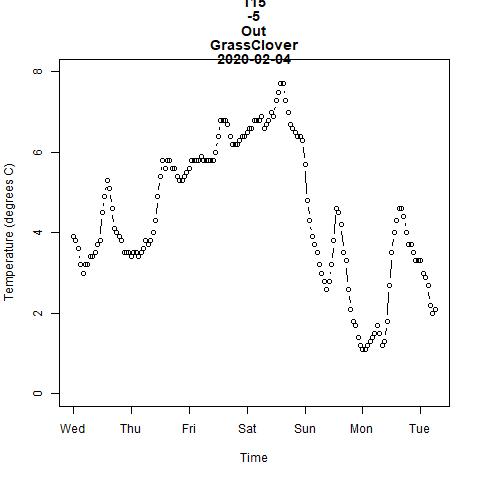 T15
-5
Out
GrassClover
2020-02-04
Temperature (degrees C)
8
6
4
2
0
Wed Thu Fri Sat Sun Mon Tue
Time